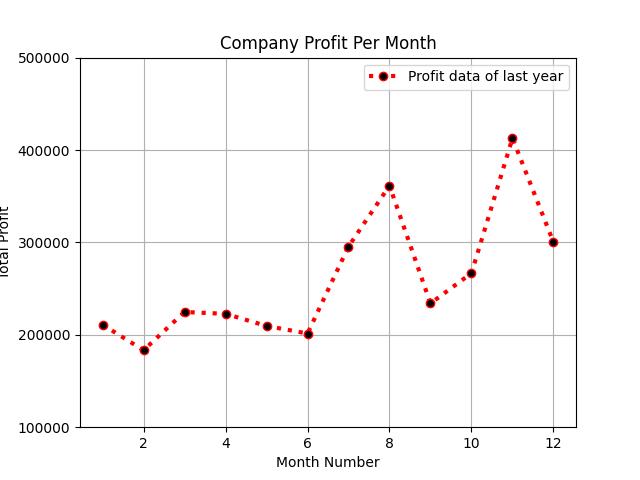 Company Profit Per Month
Profit data of last year
500000
400000
300000
200000
100000
Total Profit
2 4 6 8 10 12
Month Number